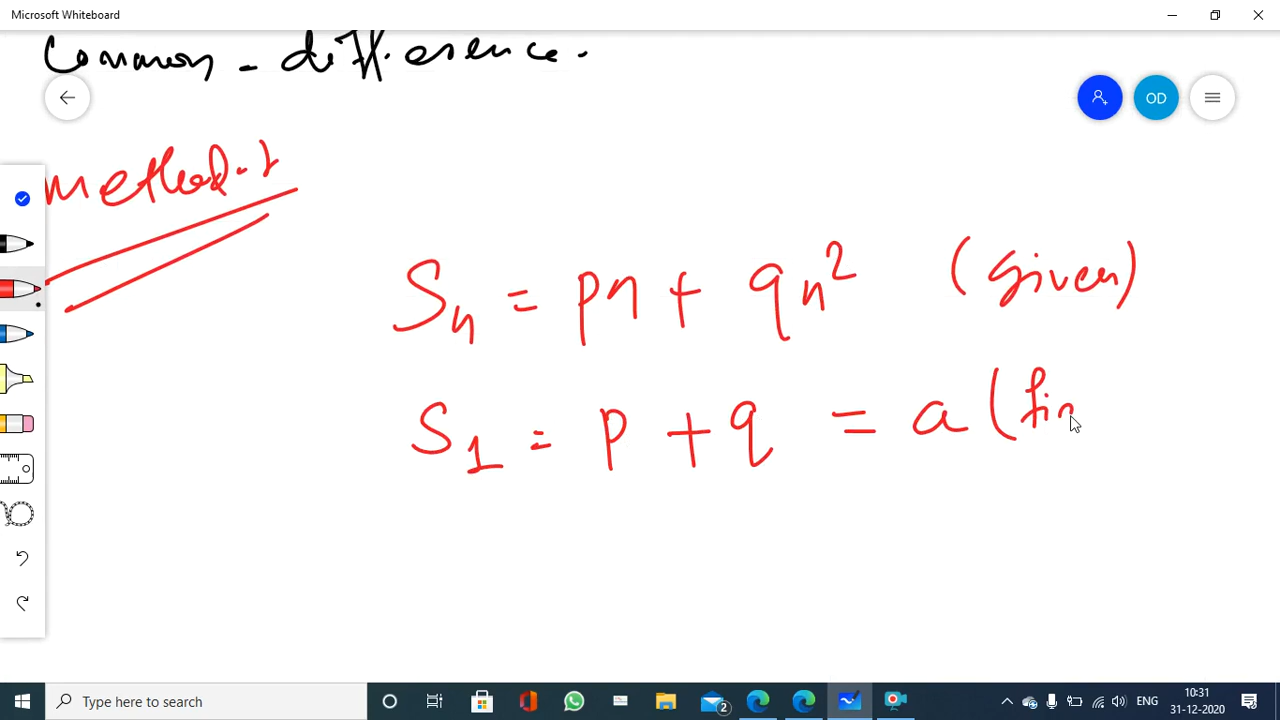 Microsoft Whiteboard
Common - difference.
OD
Method-1
Sn = pn + qn² (given)
S1 = p + q = a (fir
Type here to search
2
ENG
10:31
31-12-2020